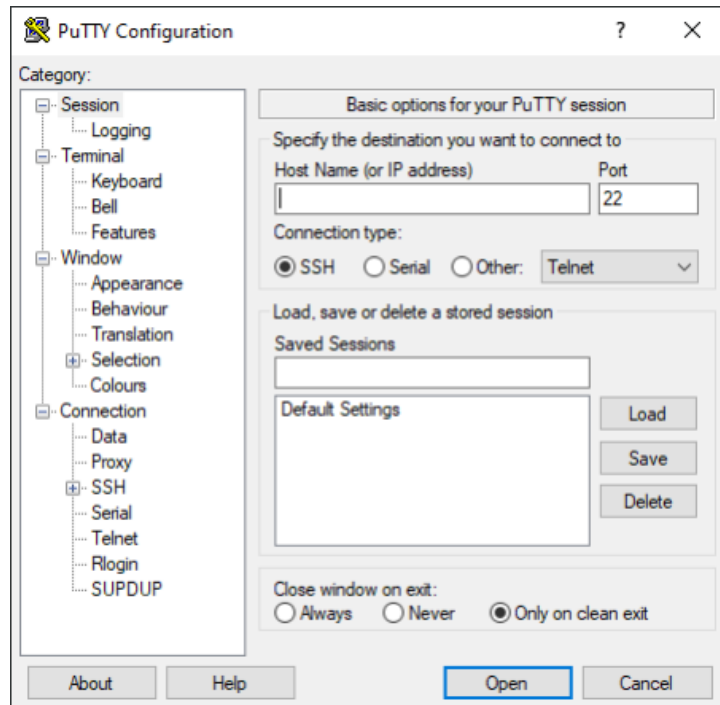 PuTTY Configuration
?
Category:
Session
Logging
Terminal
Keyboard
Bell
Features
Window
Appearance
Behaviour
Translation
Selection
Colours
Connection
Data
Proxy
SSH
Serial
Telnet
Rlogin
SUPDUP
Basic options for your PuTTY session
Specify the destination you want to connect to
Host Name (or IP address) Port
22
Connection type:
SSH Serial Other: Telnet
Load, save or delete a stored session
Saved Sessions
Default Settings
Load
Save
Delete
Close window on exit:
Always Never Only on clean exit
About Help Open Cancel